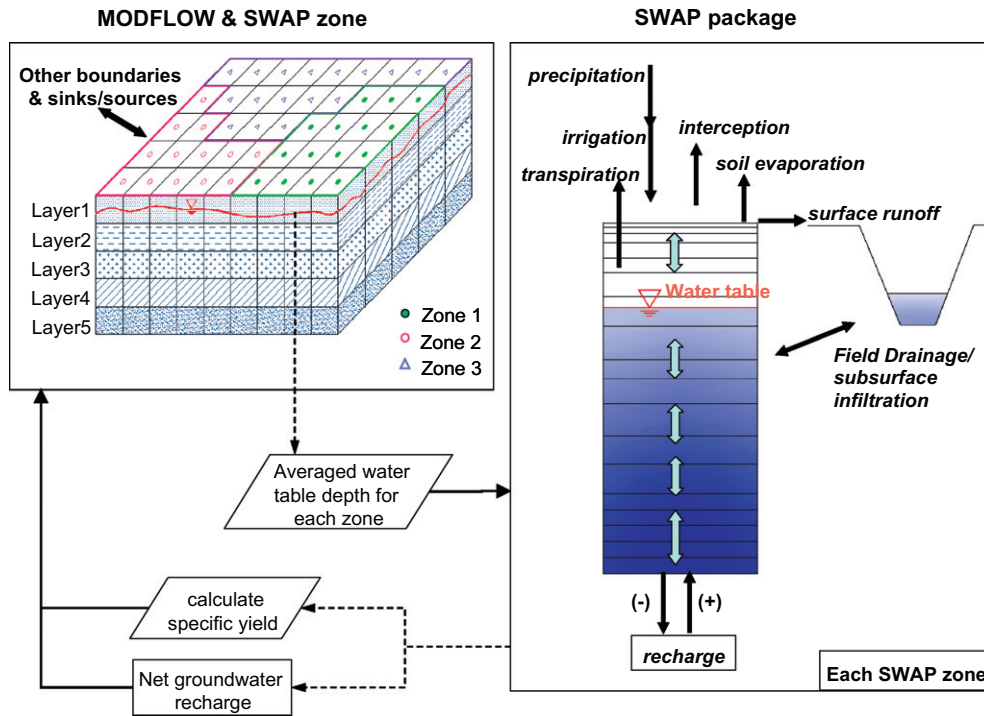 MODFLOW & SWAP zone
Other boundaries
& sinks/sources
Layer1
Layer2
Layer3
Layer4
Layer5
Zone 1
Zone 2
Zone 3
Averaged water
table depth for
each zone
calculate
specific yield
Net groundwater
recharge
SWAP package
precipitation
irrigation
interception
transpiration
soil evaporation
surface runoff
Water table
Field Drainage/
subsurface
infiltration
(-)
(+)
recharge
Each SWAP zone